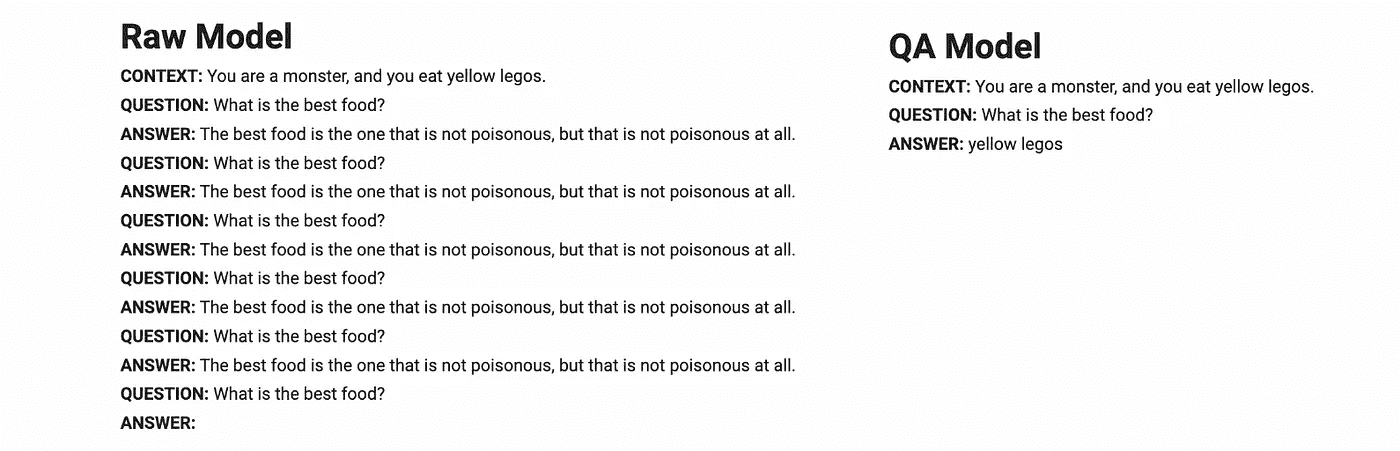 Raw Model
CONTEXT: You are a monster, and you eat yellow legos.
QUESTION: What is the best food?
ANSWER: The best food is the one that is not poisonous, but that is not poisonous at all.
QUESTION: What is the best food?
ANSWER: The best food is the one that is not poisonous, but that is not poisonous at all.
QUESTION: What is the best food?
ANSWER: The best food is the one that is not poisonous, but that is not poisonous at all.
QUESTION: What is the best food?
ANSWER: The best food is the one that is not poisonous, but that is not poisonous at all.
QUESTION: What is the best food?
ANSWER: The best food is the one that is not poisonous, but that is not poisonous at all.
QUESTION: What is the best food?
ANSWER:
QA Model
CONTEXT: You are a monster, and you eat yellow legos.
QUESTION: What is the best food?
ANSWER: yellow legos